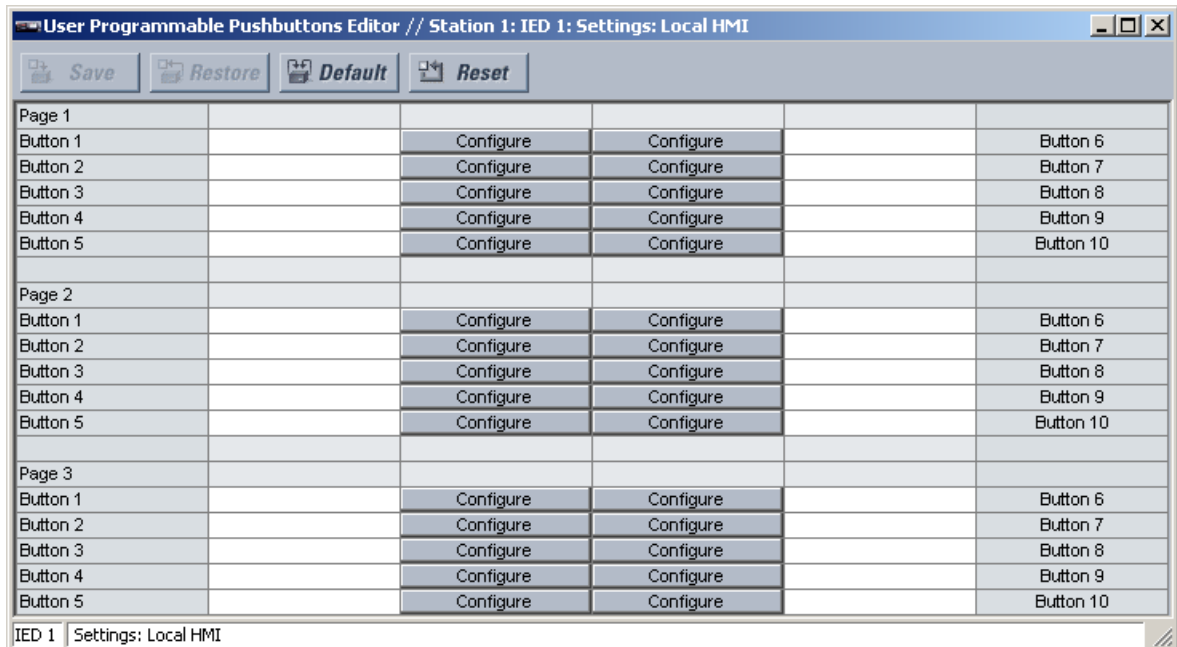 User Programmable Pushbuttons Editor // Station 1: IED 1: Settings: Local HMI
Save Restore Default Reset
Page 1
Button 1 Configure Configure Button 6
Button 2 Configure Configure Button 7
Button 3 Configure Configure Button 8
Button 4 Configure Configure Button 9
Button 5 Configure Configure Button 10
Page 2
Button 1 Configure Configure Button 6
Button 2 Configure Configure Button 7
Button 3 Configure Configure Button 8
Button 4 Configure Configure Button 9
Button 5 Configure Configure Button 10
Page 3
Button 1 Configure Configure Button 6
Button 2 Configure Configure Button 7
Button 3 Configure Configure Button 8
Button 4 Configure Configure Button 9
Button 5 Configure Configure Button 10
IED 1 Settings: Local HMI